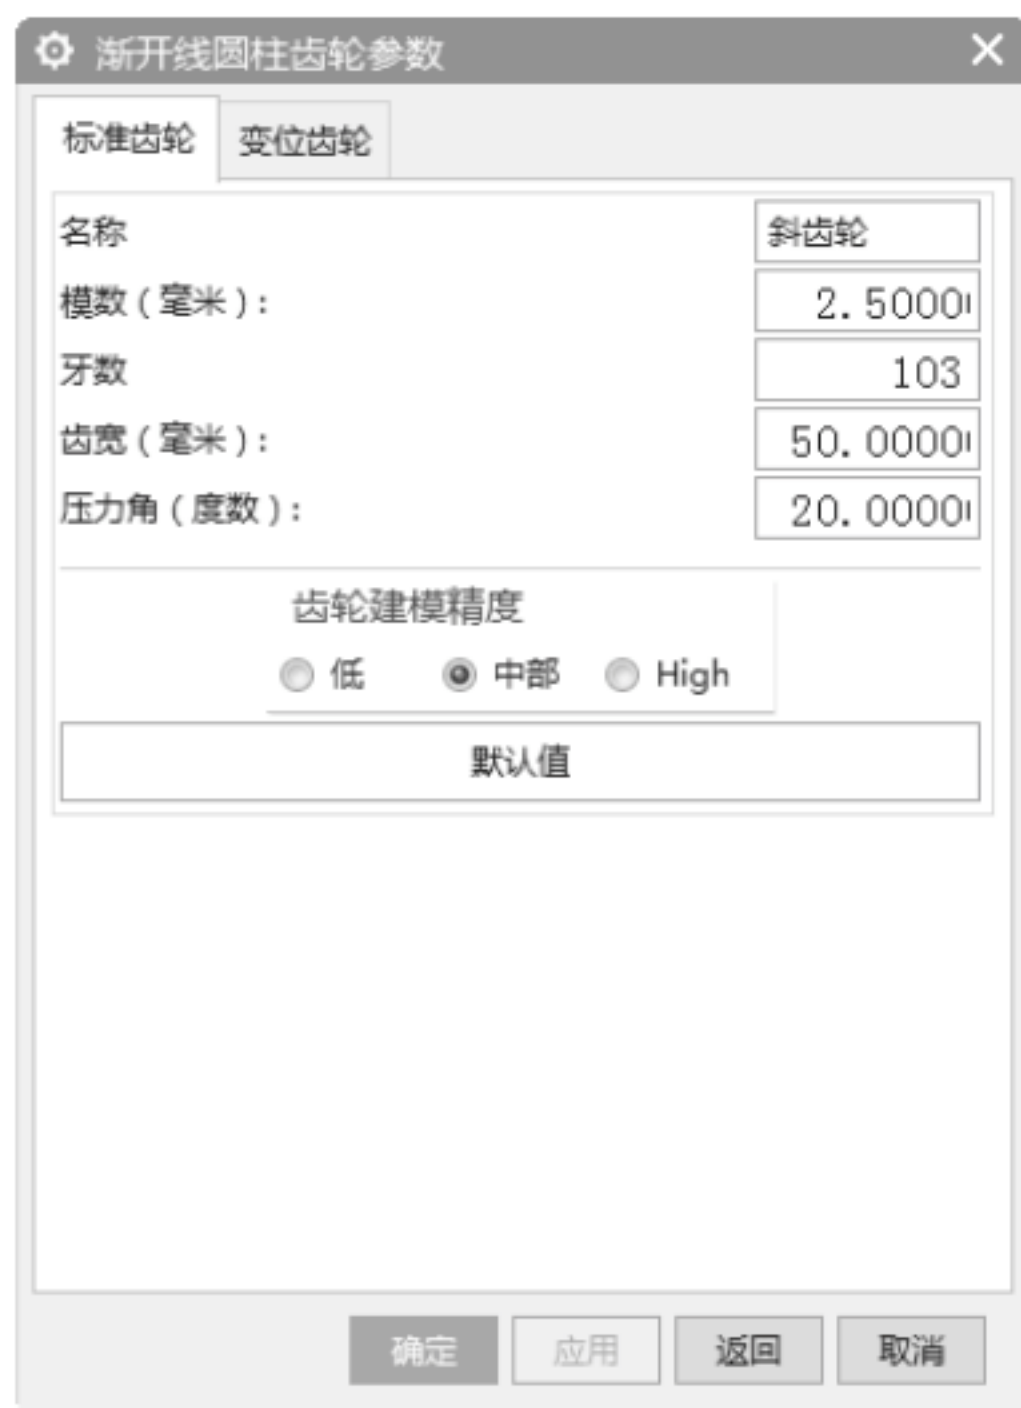 渐开线圆柱齿轮参数
标准齿轮 变位齿轮
名称 斜齿轮
模数(毫米): 2.5000
牙数 103
齿宽(毫米): 50.0000
压力角(度数): 20.0000
齿轮建模精度
低 中部 High
默认值
确定 应用 返回 取消